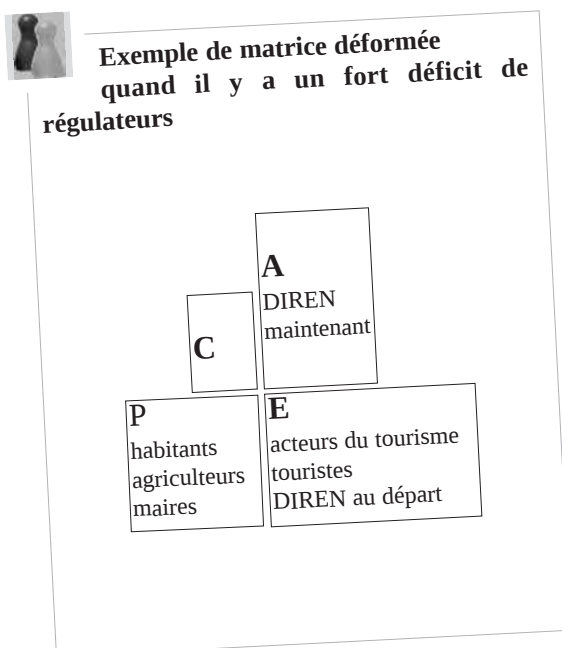 Exemple de matrice déformée
quand il y a un fort déficit de
régulateurs
A
DIREN
maintenant
C
P
habitants
agriculteurs
maires
E
acteurs du tourisme
touristes
DIREN au départ